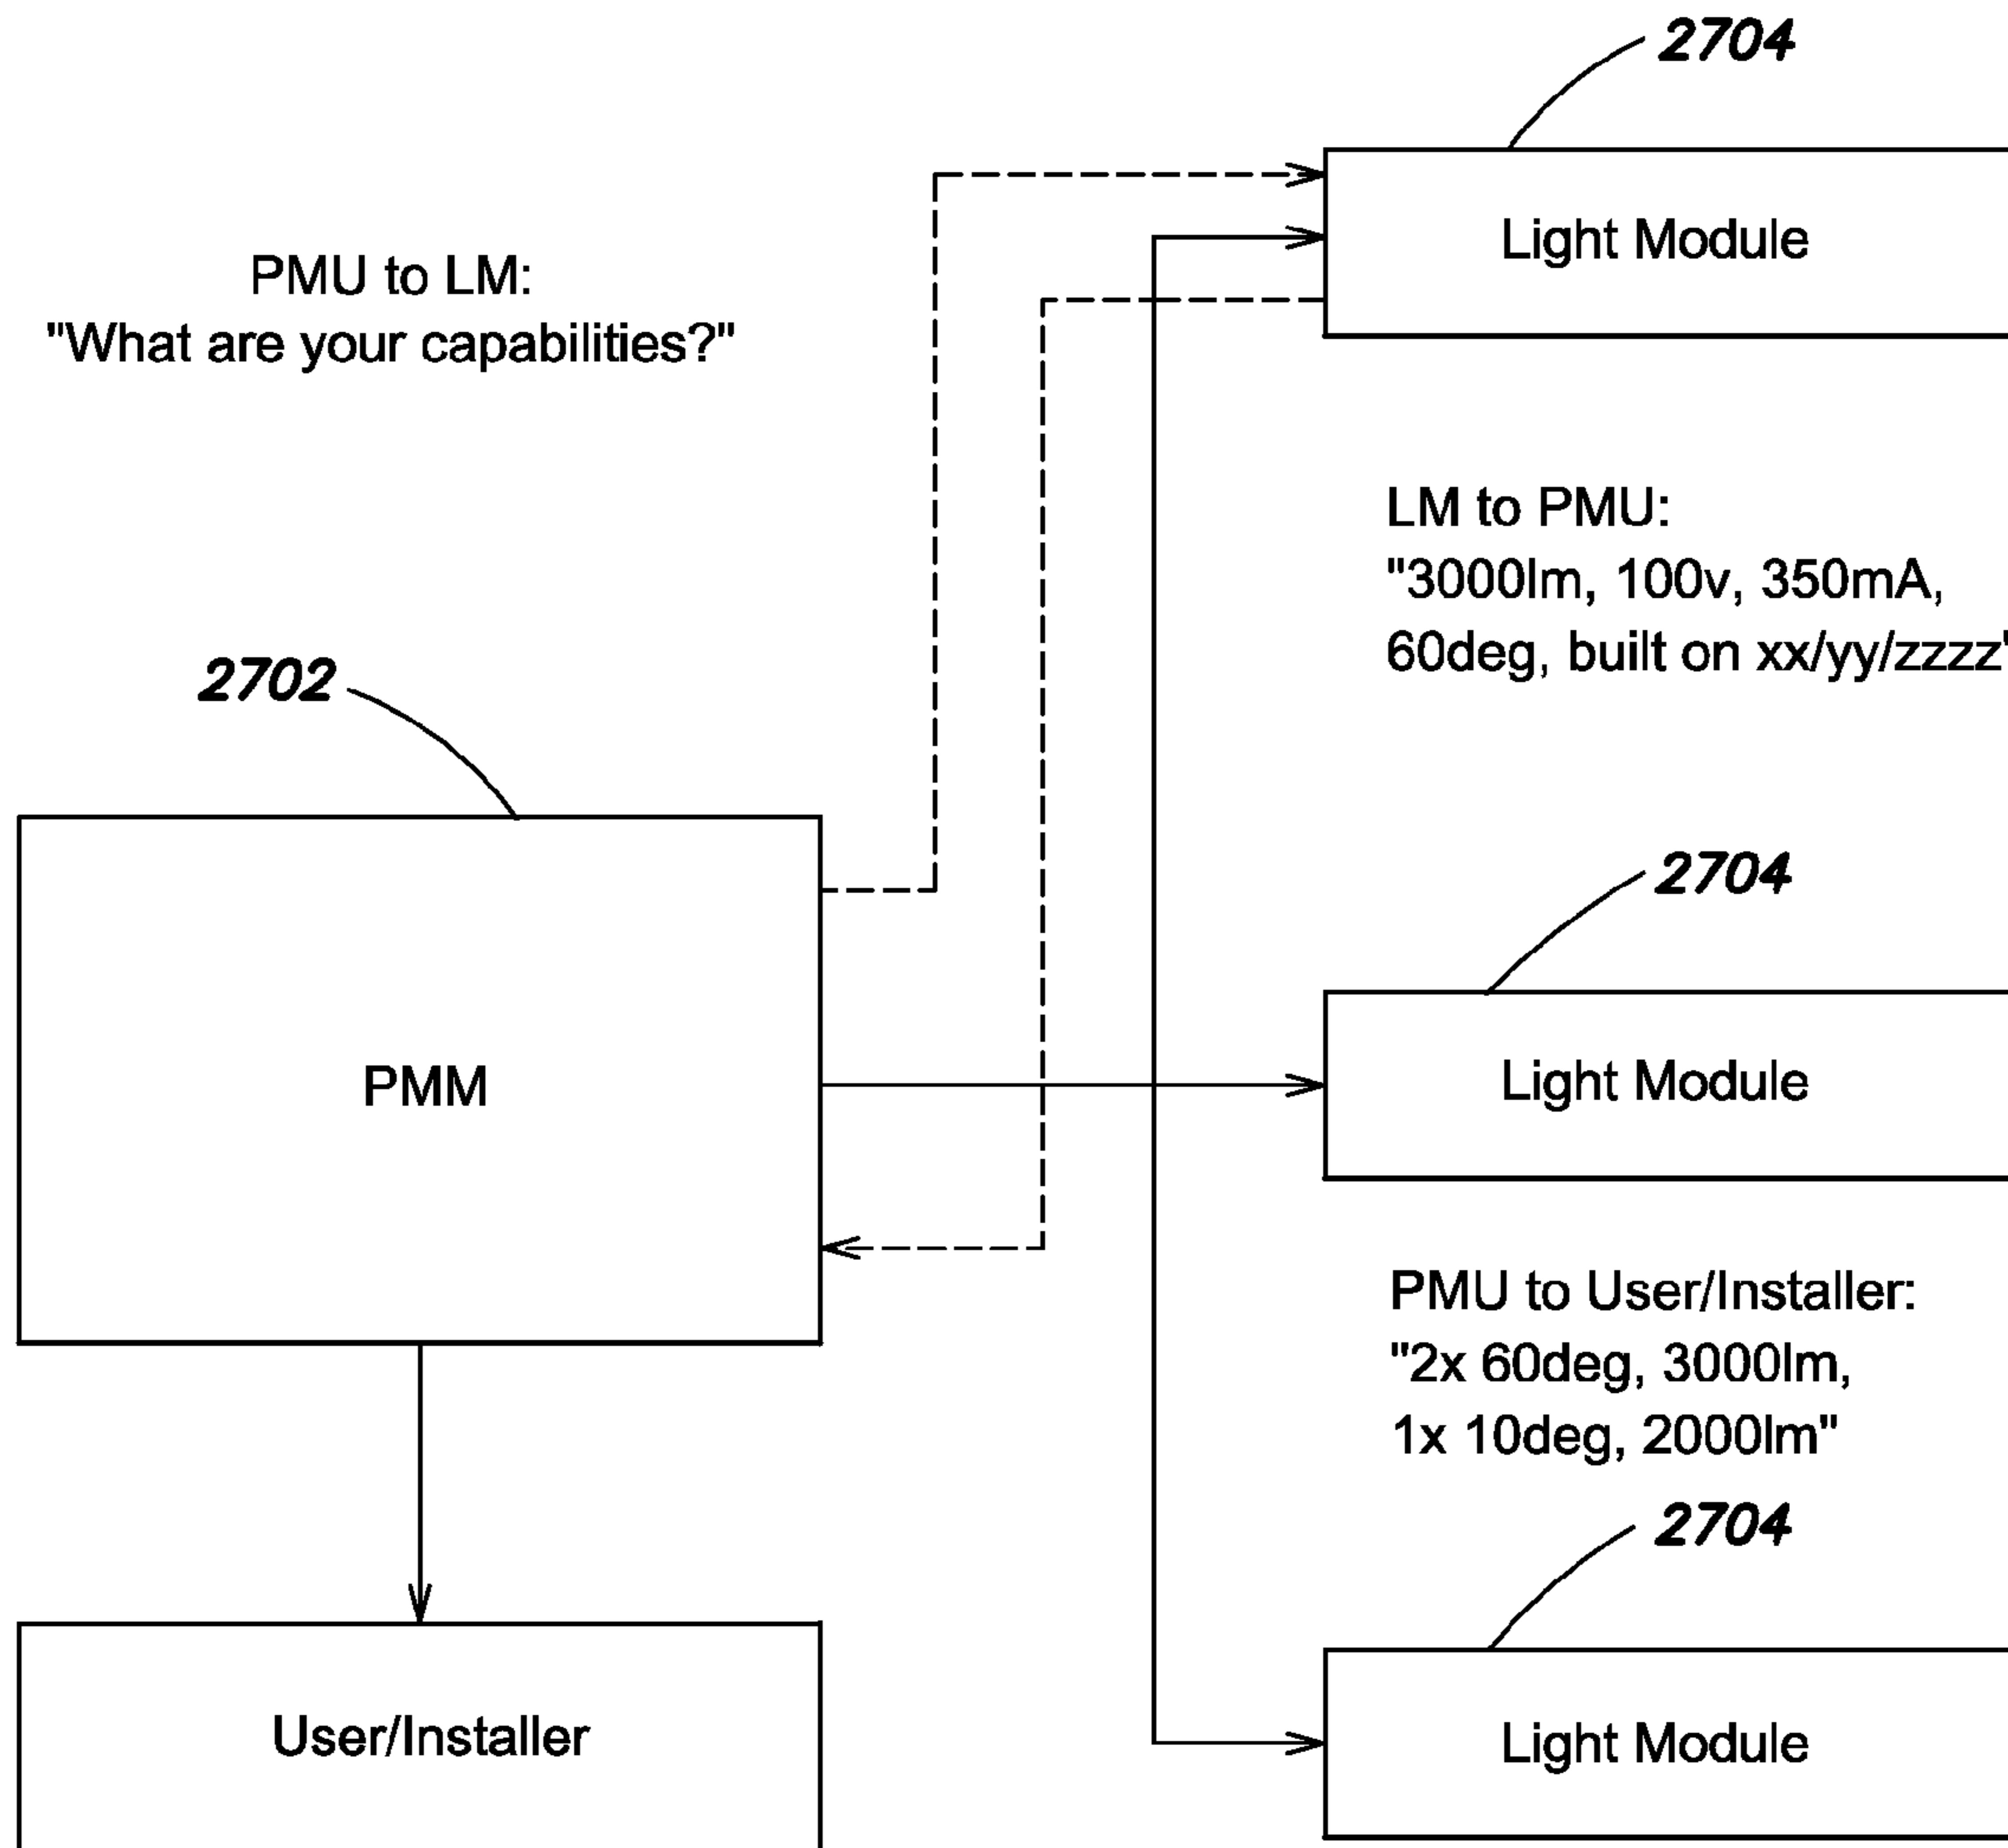 2704
Light Module
PMU to LM:
"What are your capabilities?"
LM to PMU:
"3000lm, 100v, 350mA,
60deg, built on xx/yy/zzzz"
2702
2704
PMM
Light Module
PMU to User/Installer:
"2x 60deg, 3000lm,
1x 10deg, 2000lm"
2704
User/Installer
Light Module